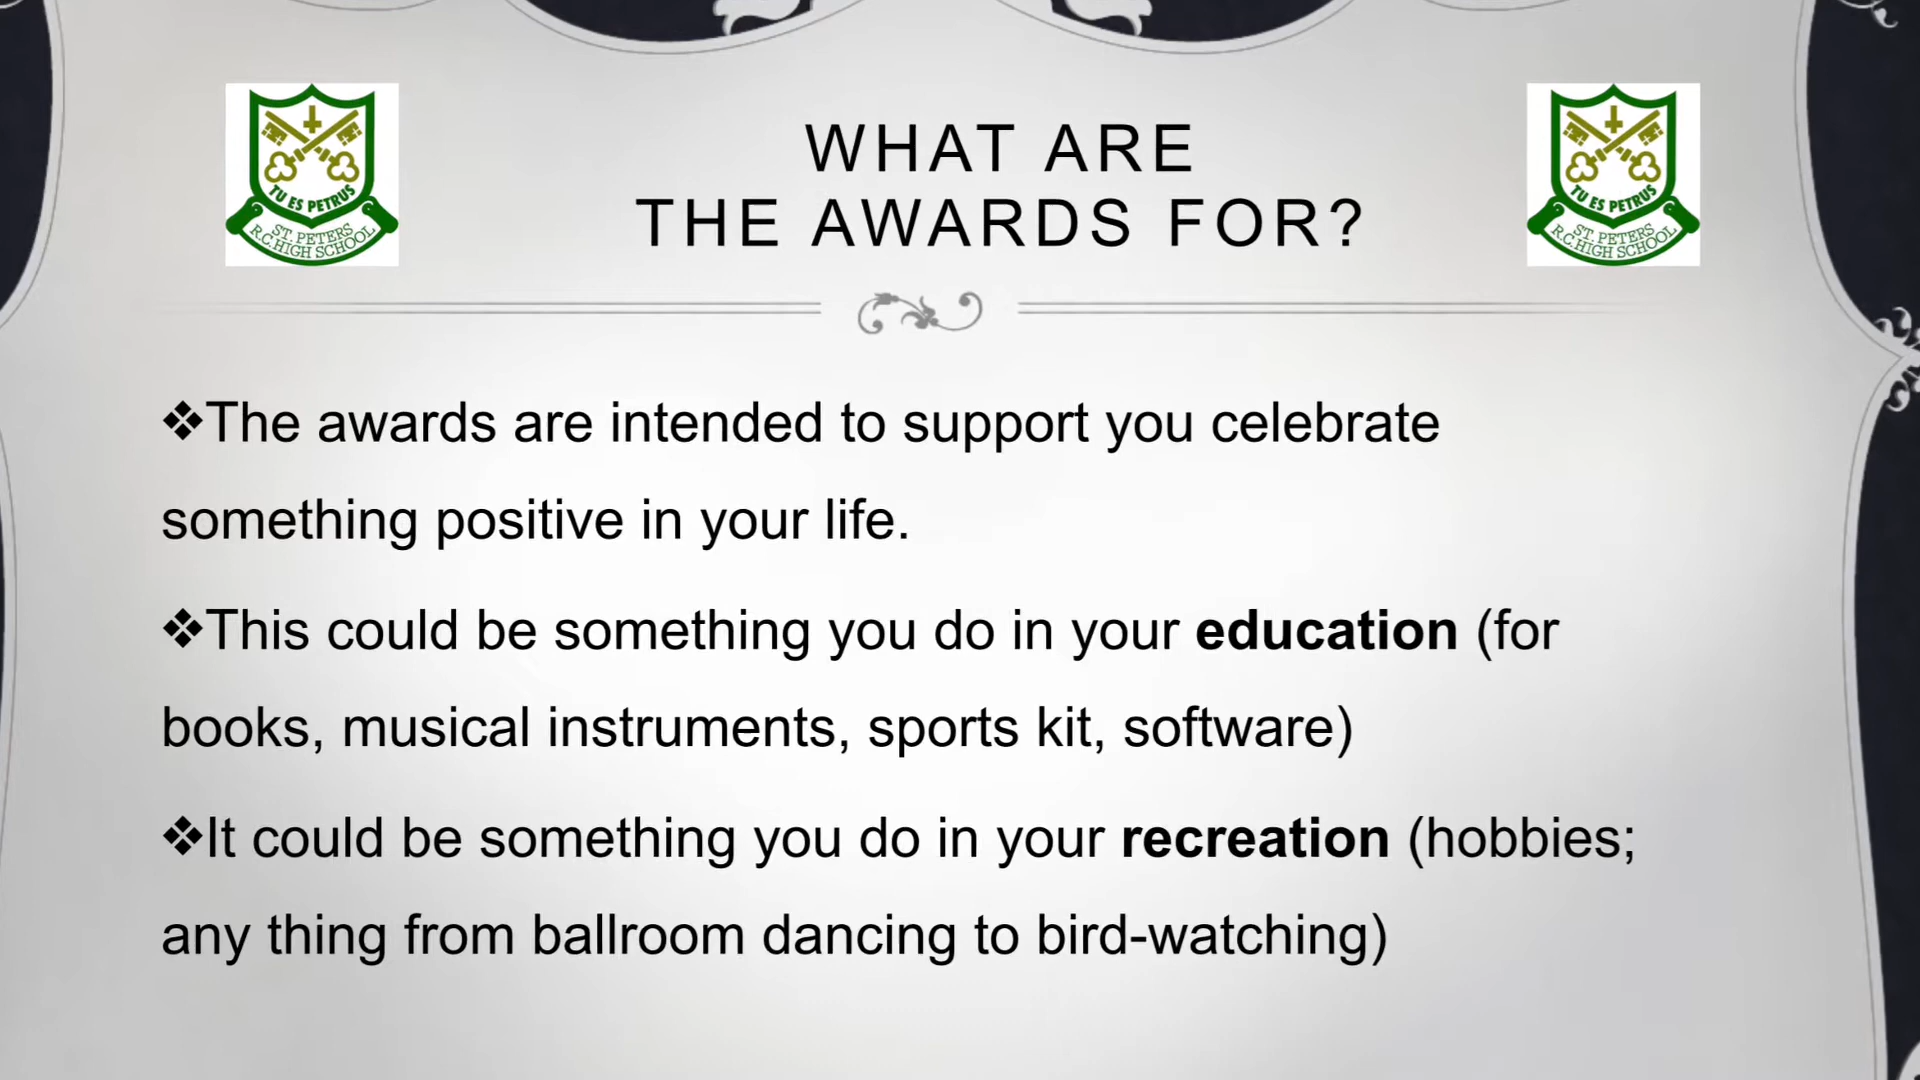 TU ES PETRUS
ST. PETERS
R.C. HIGH SCHOOL
WHAT ARE
THE AWARDS FOR?
TU ES PETRUS
ST. PETERS
R.C. HIGH SCHOOL
❖The awards are intended to support you celebrate
something positive in your life.
❖This could be something you do in your education (for
books, musical instruments, sports kit, software)
❖It could be something you do in your recreation (hobbies;
any thing from ballroom dancing to bird-watching)